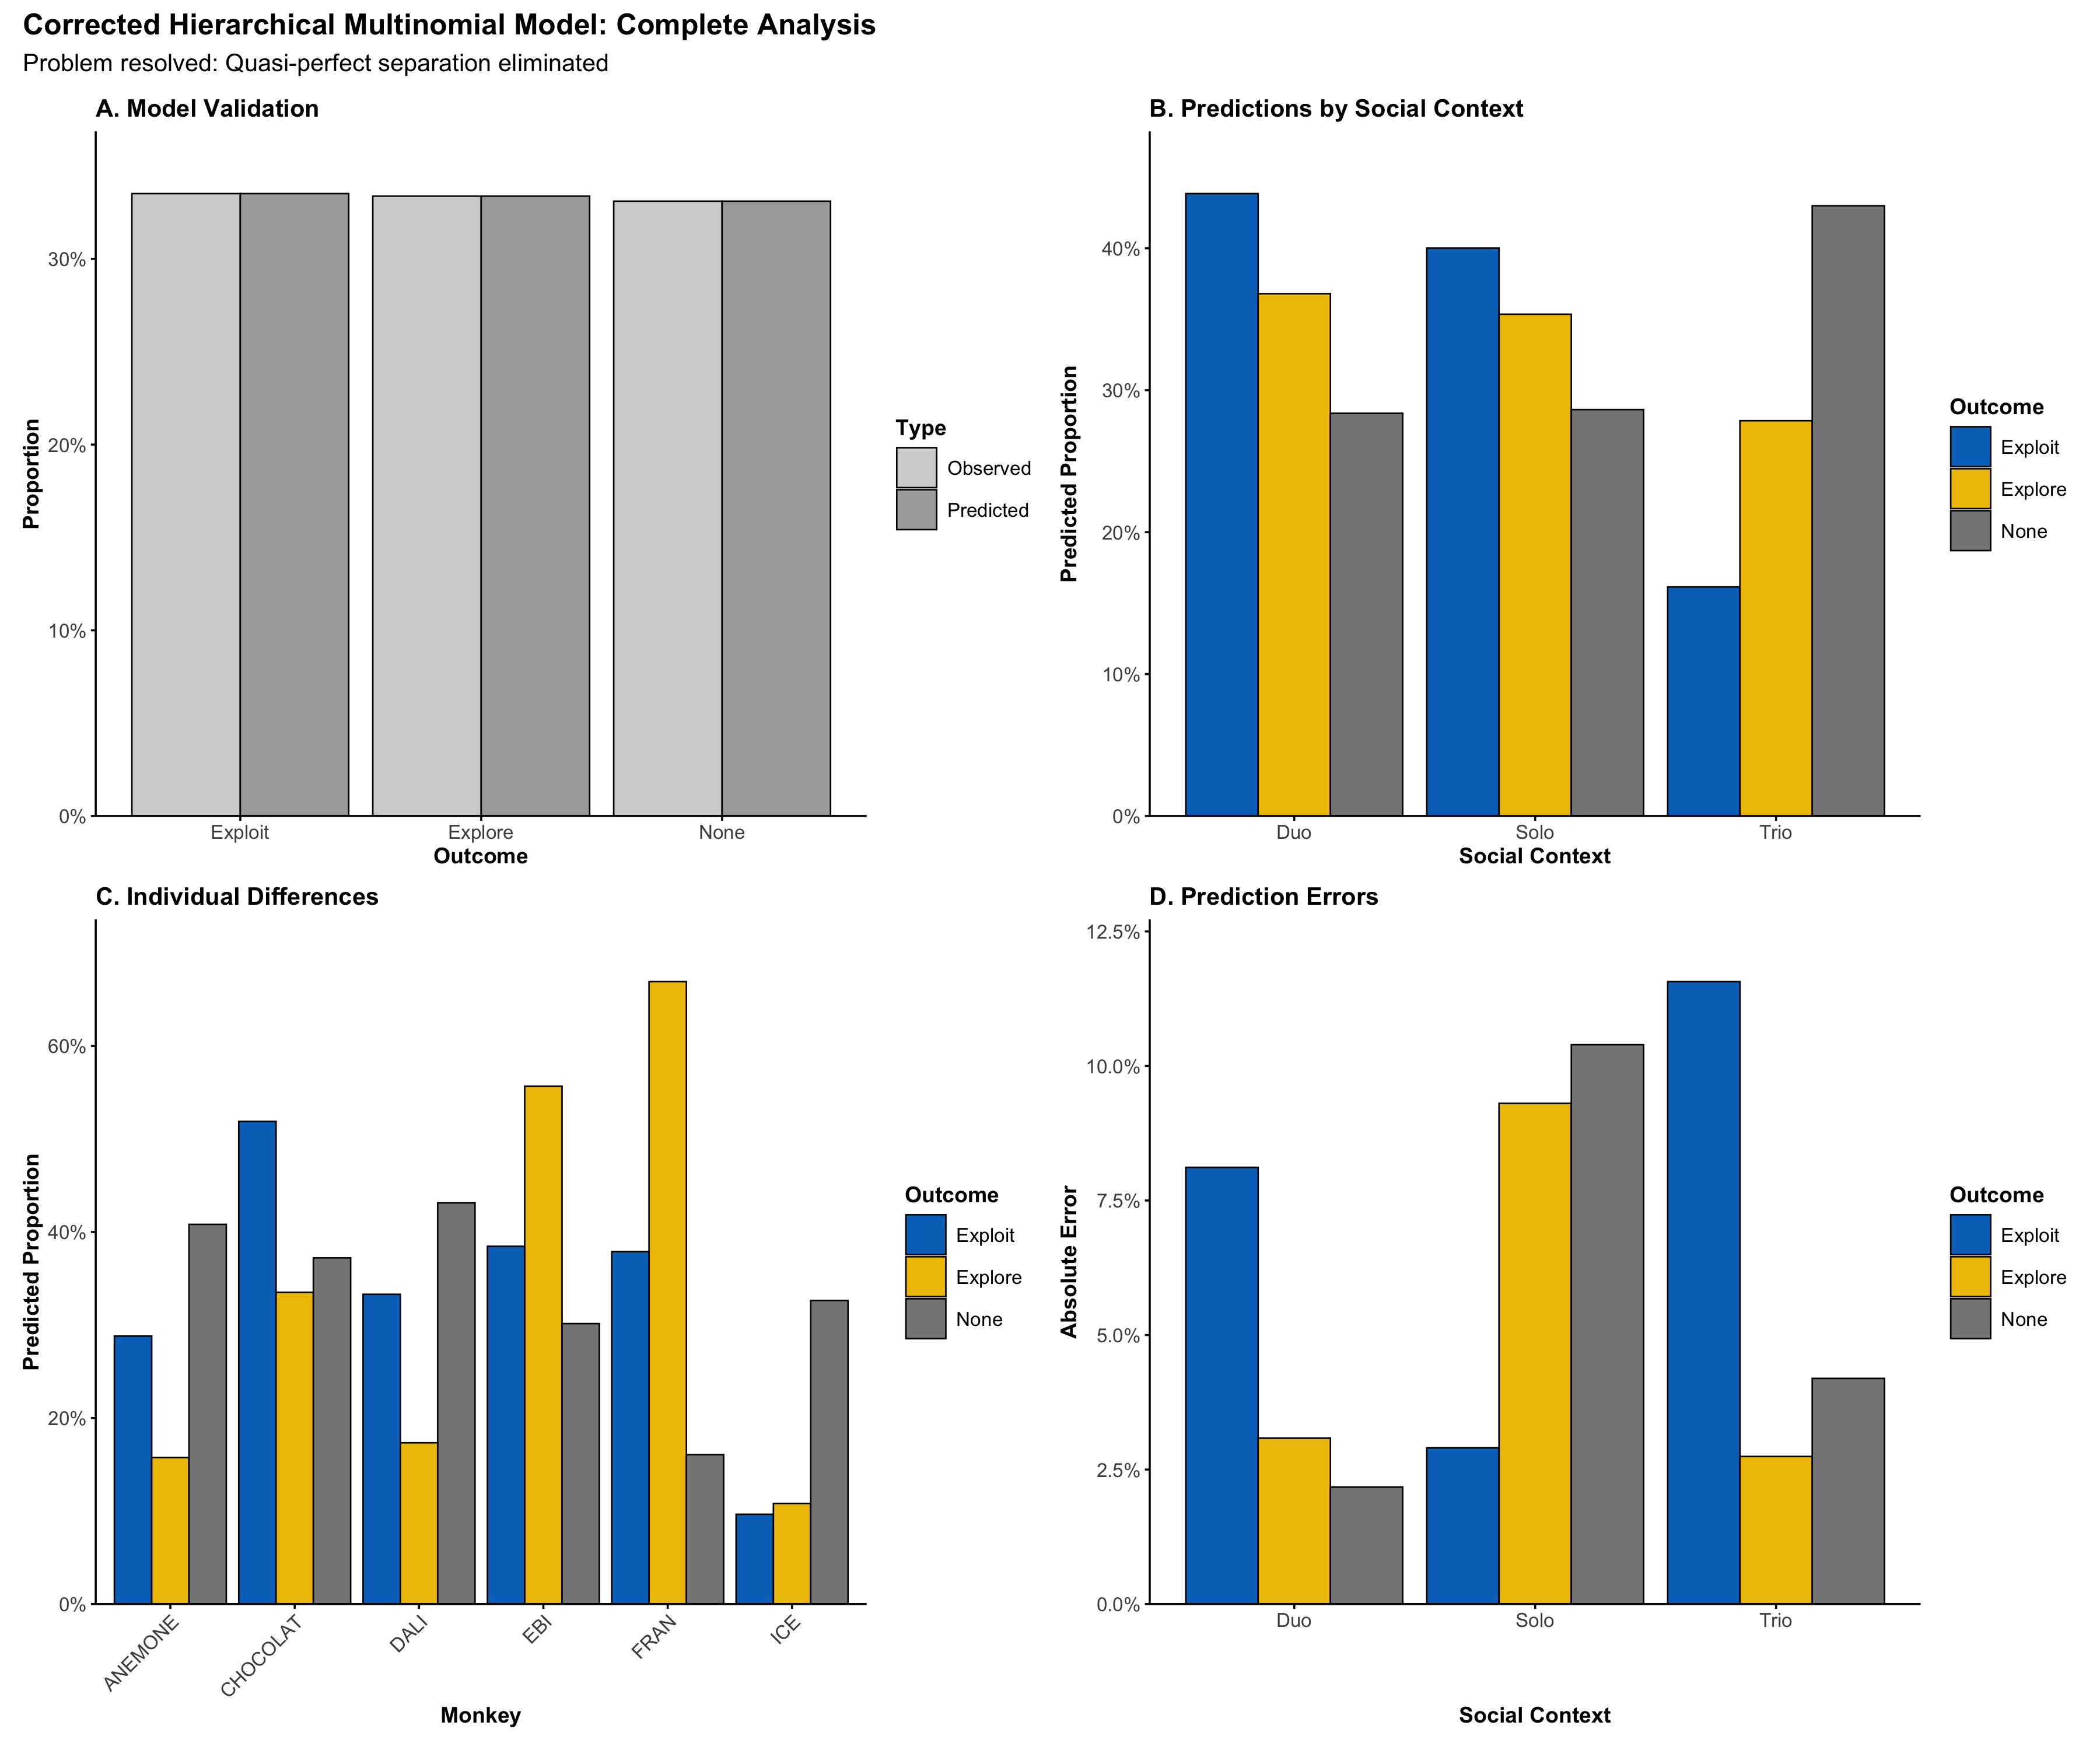 Corrected Hierarchical Multinomial Model: Complete Analysis
Problem resolved: Quasi-perfect separation eliminated
A. Model Validation
Proportion
30%
20%
10%
0%
Exploit
Explore
None
Outcome
Type
Observed
Predicted
B. Predictions by Social Context
Predicted Proportion
40%
30%
20%
10%
0%
Duo
Solo
Trio
Social Context
Outcome
Exploit
Explore
None
C. Individual Differences
Predicted Proportion
60%
40%
20%
0%
ANEMONE
CHOCOLAT
DALI
EBI
FRAN
ICE
Monkey
Outcome
Exploit
Explore
None
D. Prediction Errors
Absolute Error
12.5%
10.0%
7.5%
5.0%
2.5%
0.0%
Duo
Solo
Trio
Social Context
Outcome
Exploit
Explore
None